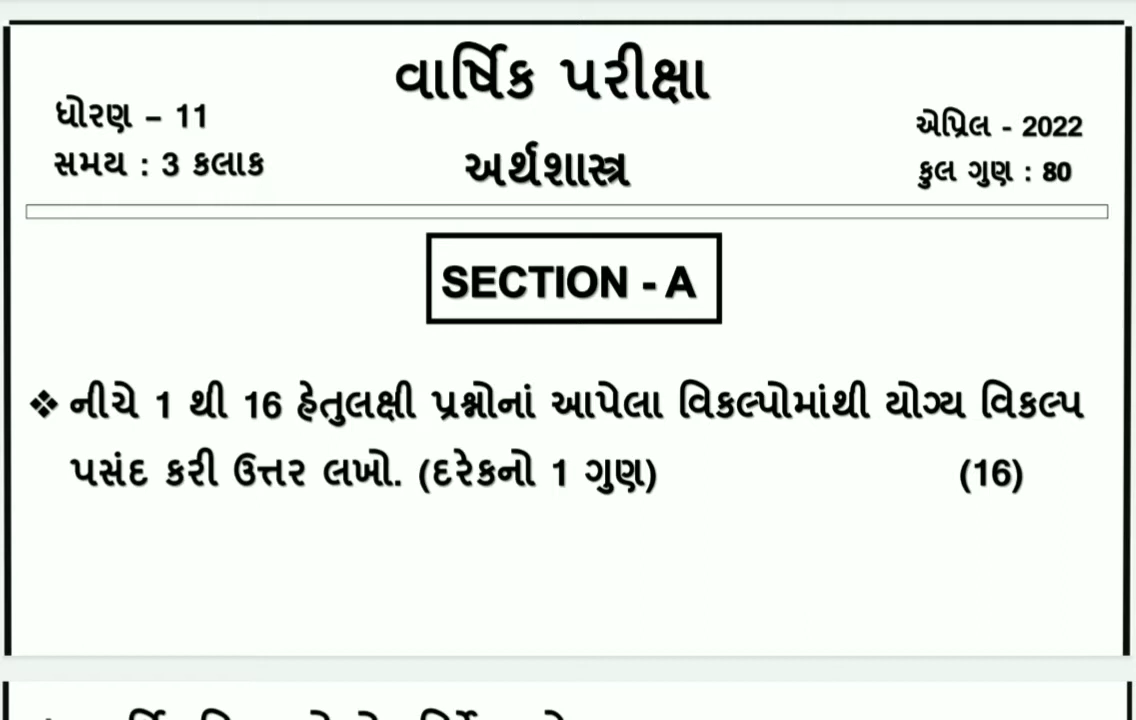 વાર્ષિક પરીક્ષા
ધોરણ – 11
એપ્રિલ - 2022
સમય : 3 કલાક
અર્થશાસ્ત્ર
કુલ ગુણ : 80
SECTION - A
❖ નીચે 1 થી 16 હેતુલક્ષી પ્રશ્નોનાં આપેલા વિકલ્પોમાંથી યોગ્ય વિકલ્પ
પસંદ કરી ઉત્તર લખો. (દરેકનો 1 ગુણ) (16)